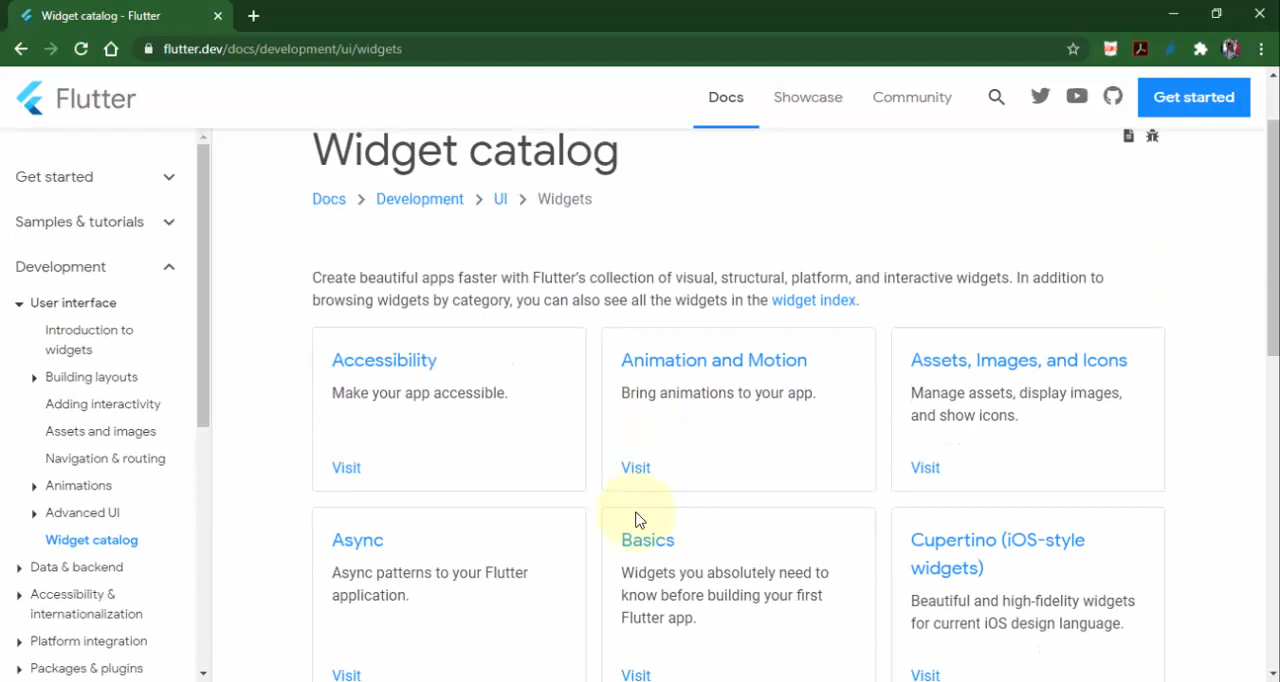 Widget catalog - Flutter
flutter.dev/docs/development/ui/widgets
Flutter
Docs
Showcase
Community
Get started
Get started
Samples & tutorials
Development
User interface
Introduction to
widgets
Building layouts
Adding interactivity
Assets and images
Navigation & routing
Animations
Advanced UI
Widget catalog
Data & backend
Accessibility &
internationalization
Platform integration
Packages & plugins
Widget catalog
Docs > Development > UI > Widgets
Create beautiful apps faster with Flutter's collection of visual, structural, platform, and interactive widgets. In addition to
browsing widgets by category, you can also see all the widgets in the widget index.
Accessibility
Make your app accessible.
Visit
Animation and Motion
Bring animations to your app.
Visit
Assets, Images, and Icons
Manage assets, display images,
and show icons.
Visit
Async
Async patterns to your Flutter
application.
Visit
Basics
Widgets you absolutely need to
know before building your first
Flutter app.
Visit
Cupertino (iOS-style
widgets)
Beautiful and high-fidelity widgets
for current iOS design language.
Visit